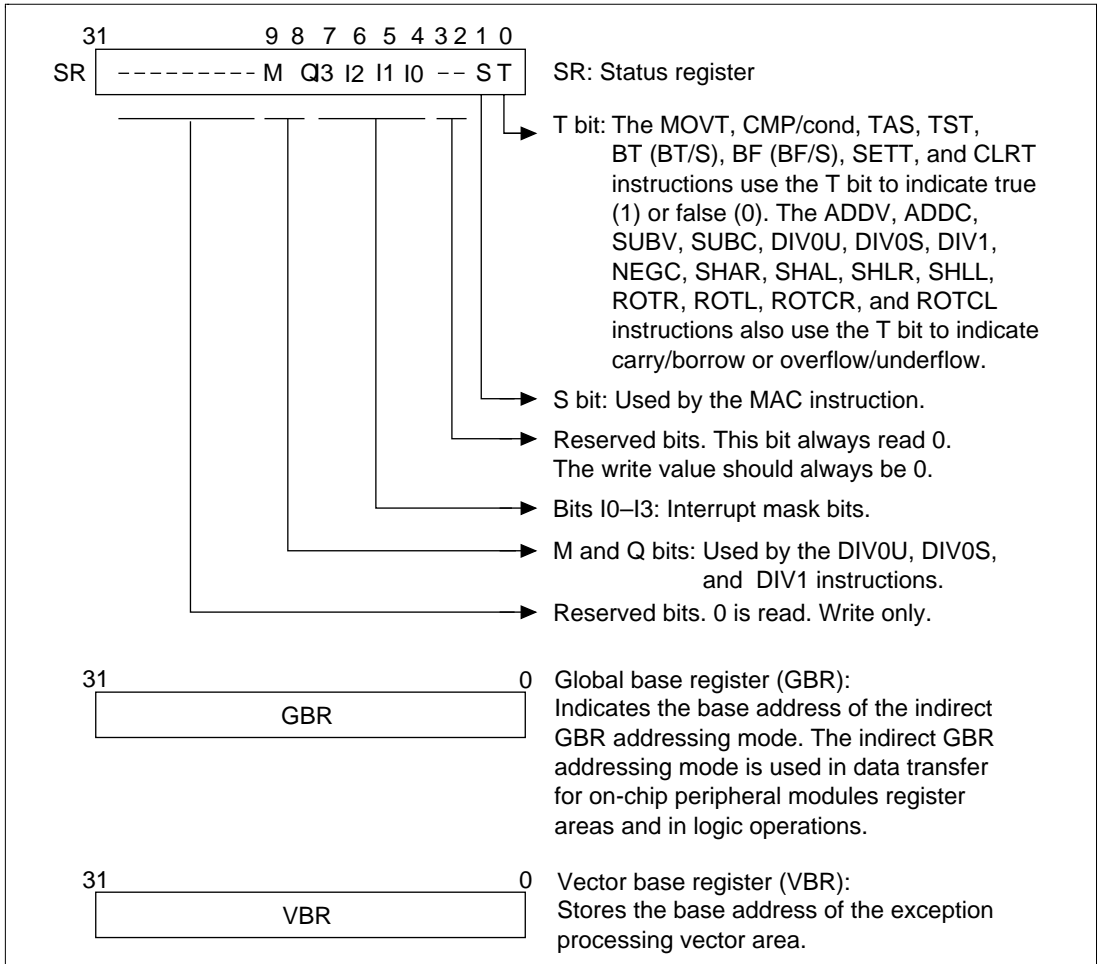 31 9 8 7 6 5 4 3 2 1 0
SR --------- M Q I3 I2 I1 I0 -- S T SR: Status register
T bit: The MOVT, CMP/cond, TAS, TST,
BT (BT/S), BF (BF/S), SETT, and CLRT
instructions use the T bit to indicate true
(1) or false (0). The ADDV, ADDC,
SUBV, SUBC, DIV0U, DIV0S, DIV1,
NEGC, SHAR, SHAL, SHLR, SHLL,
ROTR, ROTL, ROTCR, and ROTCL
instructions also use the T bit to indicate
carry/borrow or overflow/underflow.
S bit: Used by the MAC instruction.
Reserved bits. This bit always read 0.
The write value should always be 0.
Bits I0–I3: Interrupt mask bits.
M and Q bits: Used by the DIV0U, DIV0S,
and DIV1 instructions.
Reserved bits. 0 is read. Write only.
31 0 Global base register (GBR):
GBR Indicates the base address of the indirect
GBR addressing mode. The indirect GBR
addressing mode is used in data transfer
for on-chip peripheral modules register
areas and in logic operations.
31 0 Vector base register (VBR):
VBR Stores the base address of the exception
processing vector area.